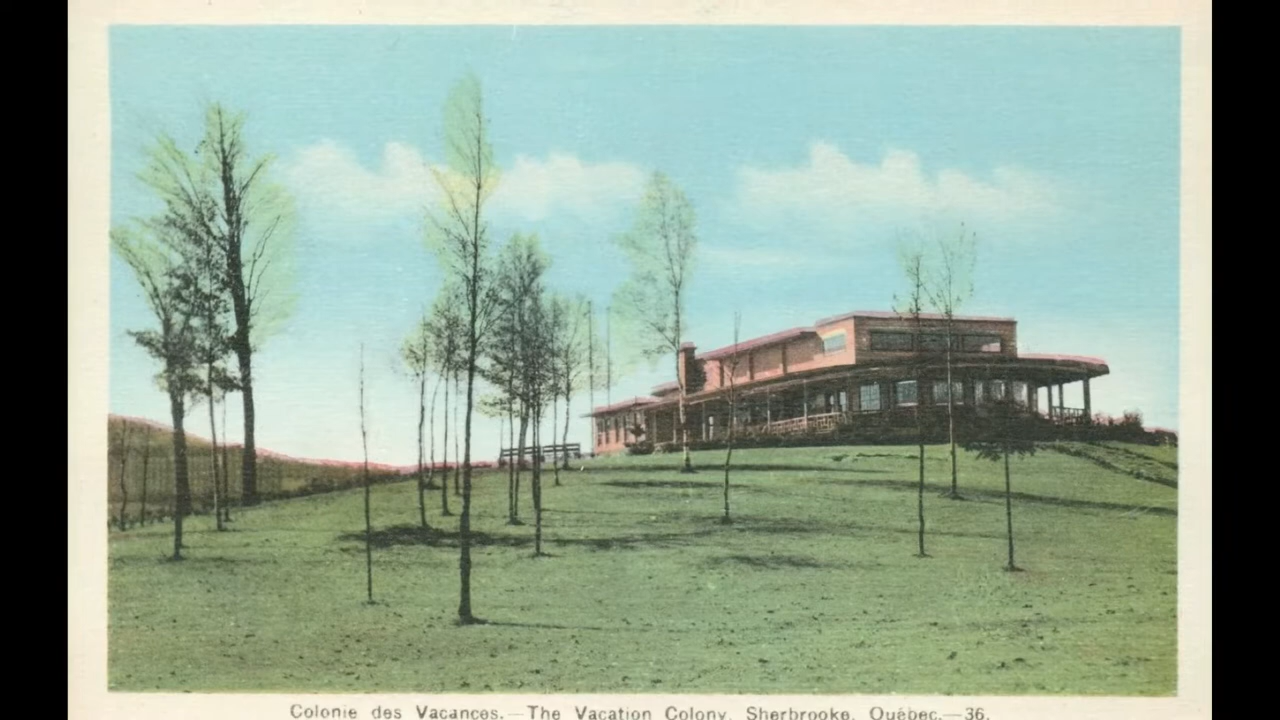 Colonie des Vacances.—The Vacation Colony, Sherbrooke, Québec.—36.